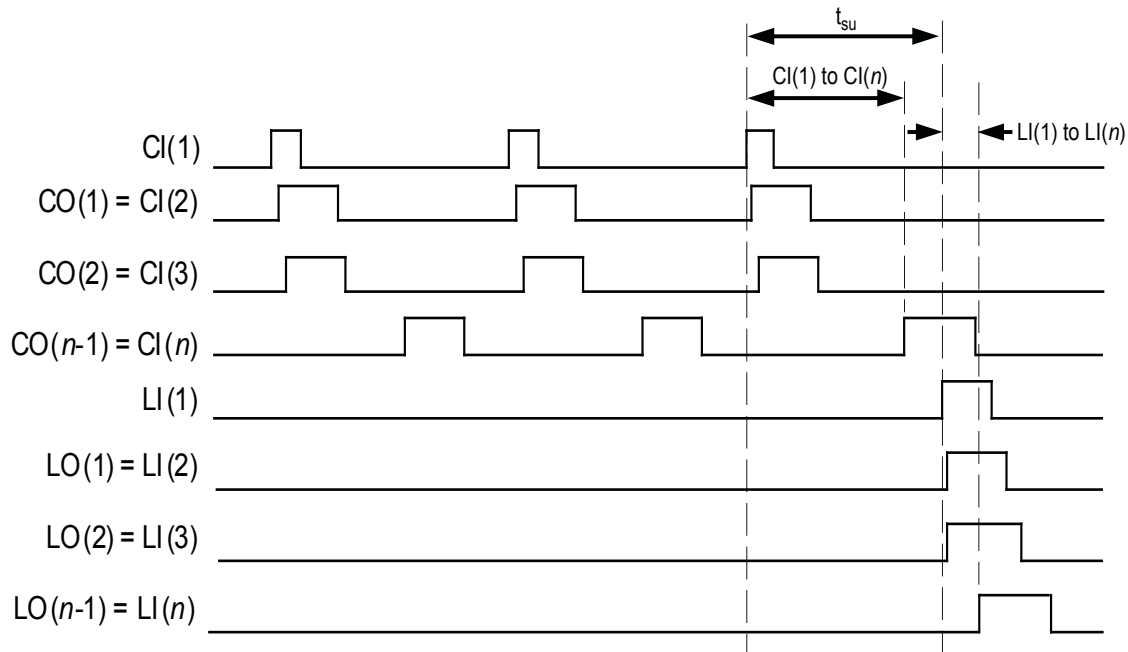 tsu
CI(1) to CI(n)
LI(1) to LI(n)
CI(1)
CO(1) = CI(2)
CO(2) = CI(3)
CO(n-1) = CI(n)
LI(1)
LO(1) = LI(2)
LO(2) = LI(3)
LO(n-1) = LI(n)